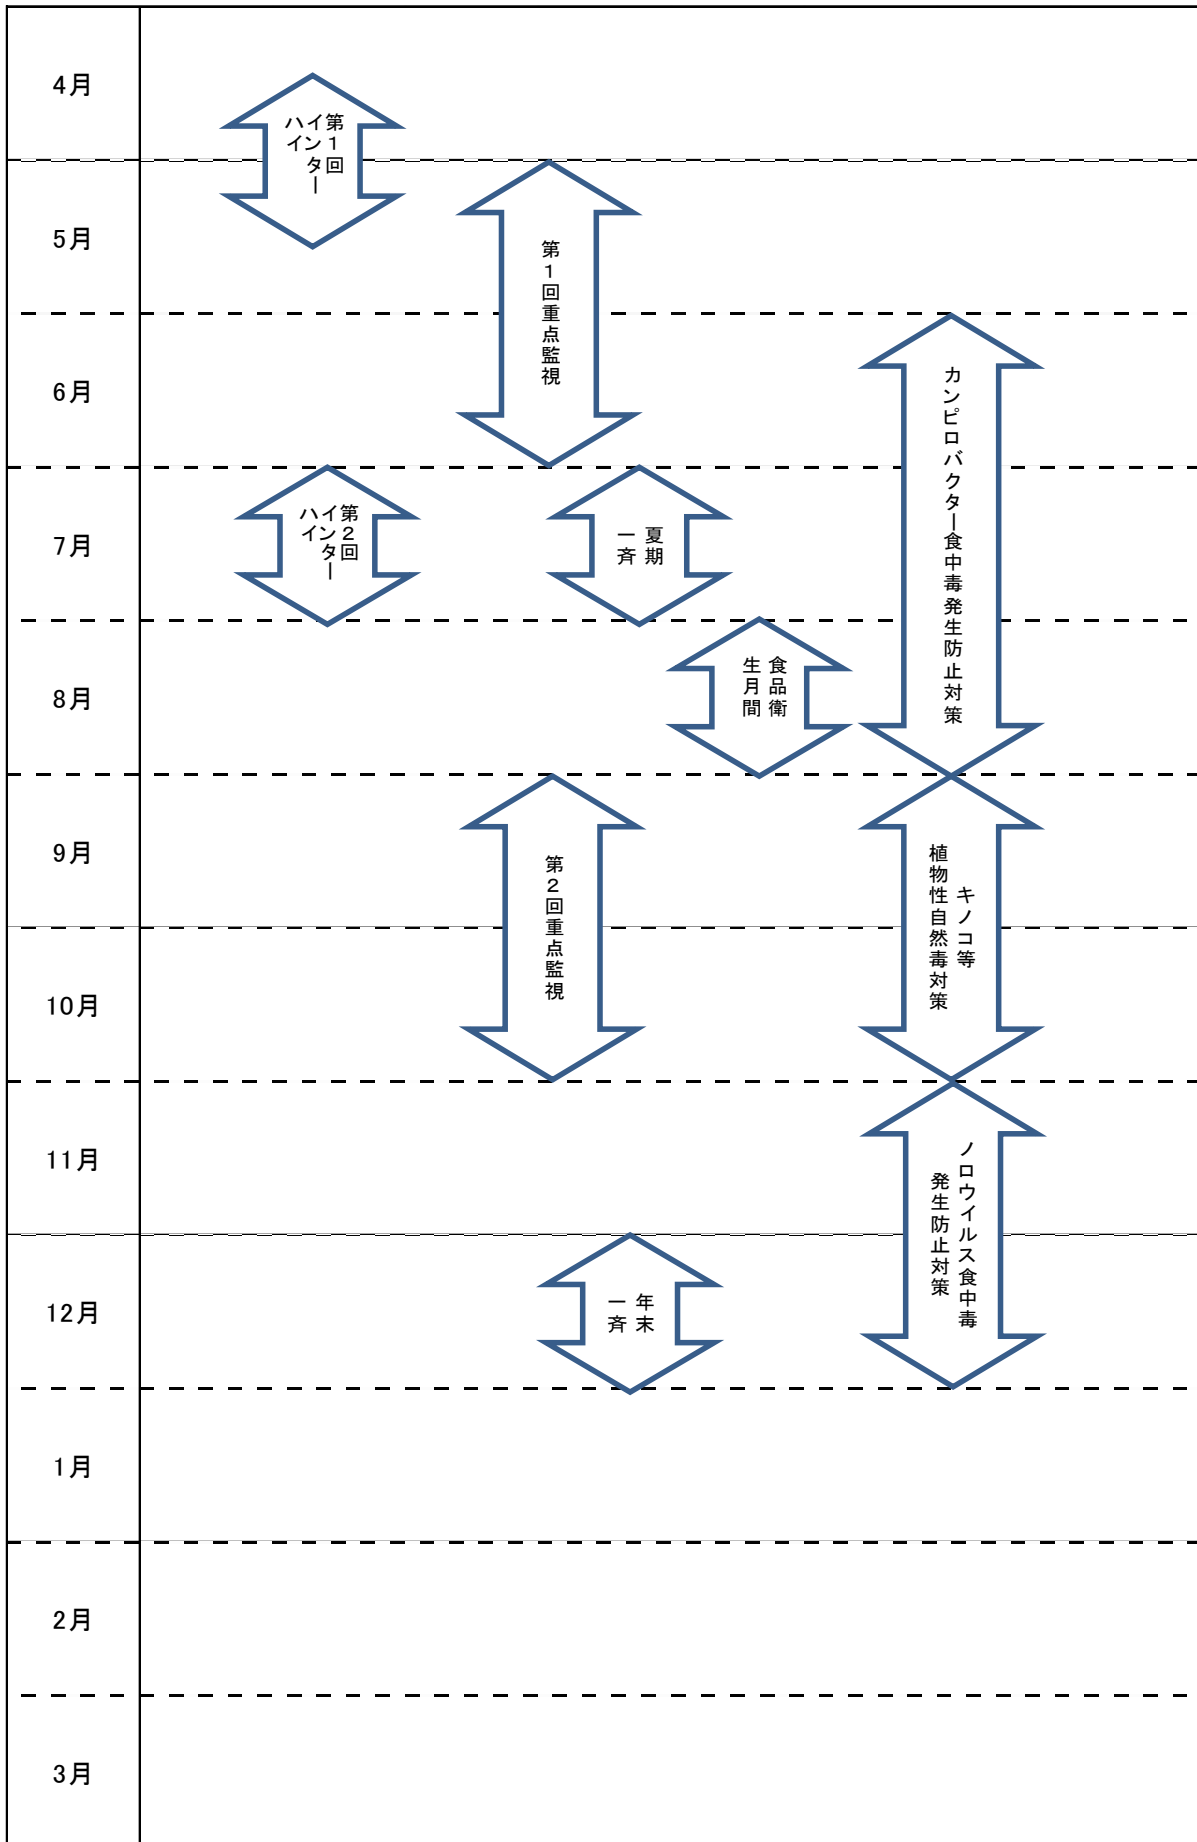 4月
第1回
ハイインター
5月
第1回重点監視
6月
カンピロバクター食中毒発生防止対策
7月
第2回
ハイインター
夏期
一斉
8月
食品衛
生月間
9月
第2回重点監視
キノコ等
植物性自然毒対策
10月
11月
ノロウイルス食中毒
発生防止対策
12月
年末
一斉
1月
2月
3月